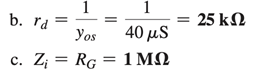 b. r_d = 1/y_os = 1/40 μS = 25 kΩ
c. Z_i = R_G = 1 MΩ